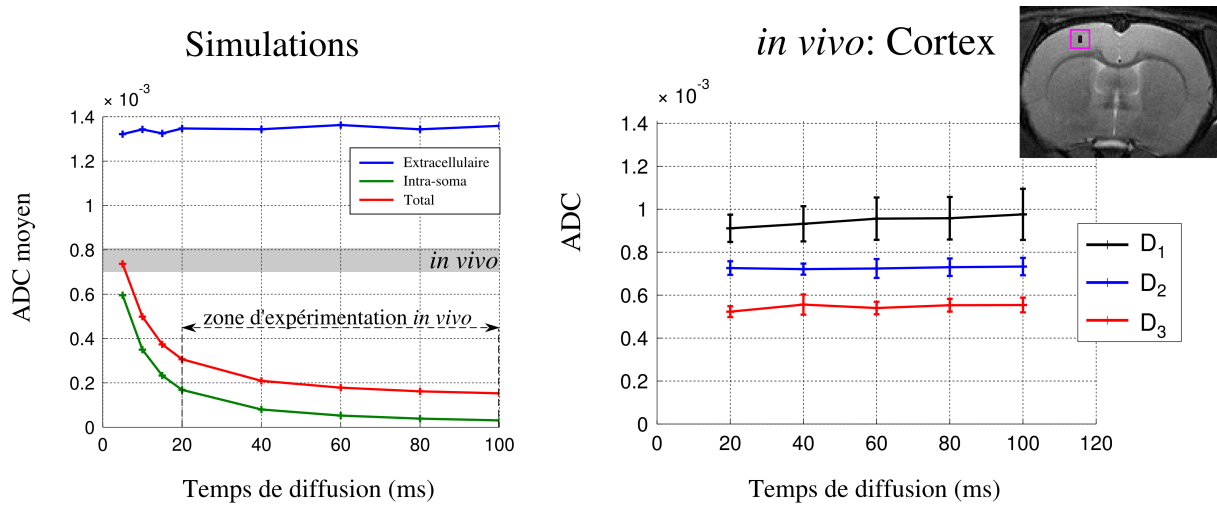 Simulations
× 10⁻³
1.4
1.2
1
0.8
0.6
0.4
0.2
0
0
20
40
60
80
100
ADC moyen
Temps de diffusion (ms)
Extracellulaire
Intra-soma
Total
in vivo
zone d'expérimentation in vivo
in vivo: Cortex
× 10⁻³
1.4
1.2
1
0.8
0.6
0.4
0.2
0
0
20
40
60
80
100
120
ADC
Temps de diffusion (ms)
D₁
D₂
D₃